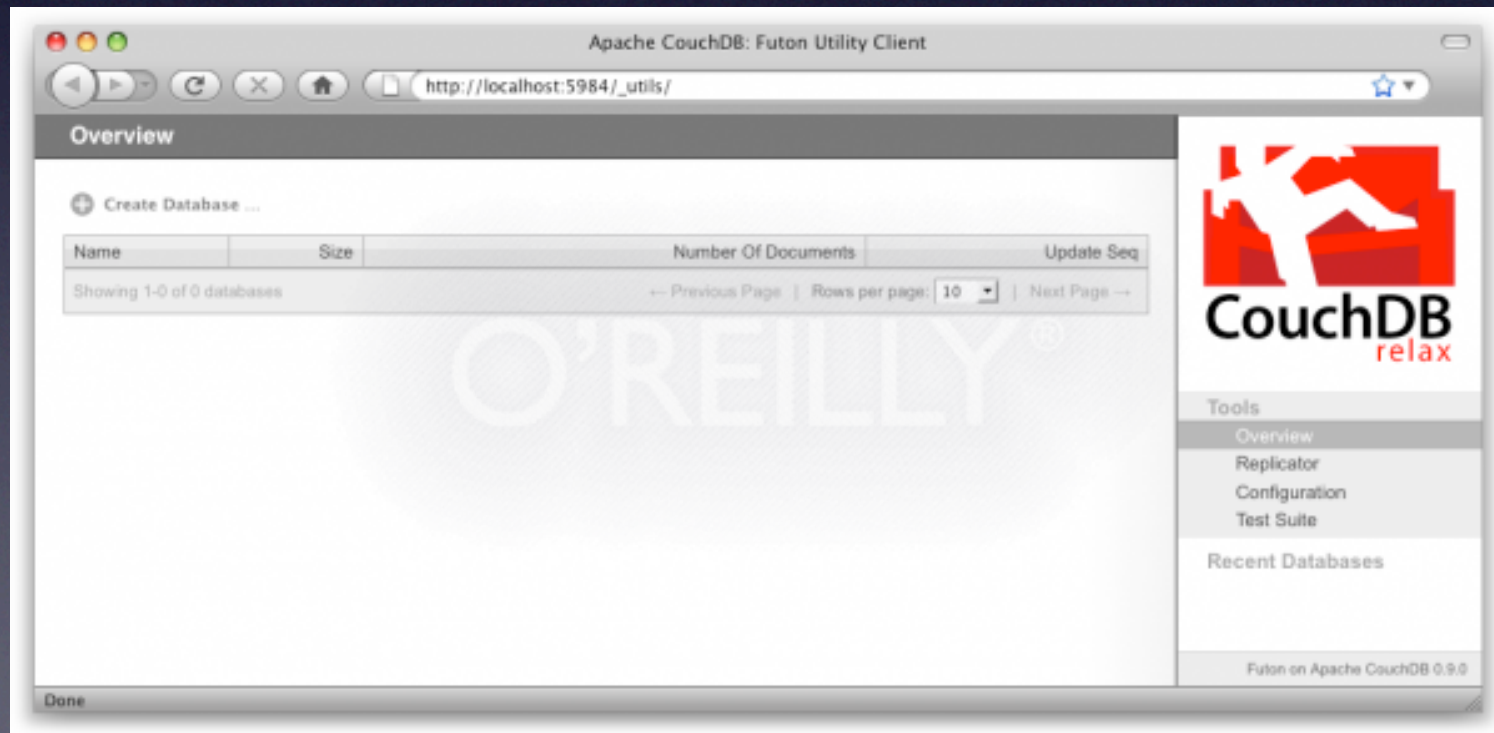 Apache CouchDB: Futon Utility Client
http://localhost:5984/_utils/
Overview
Create Database ...
Name Size Number Of Documents Update Seq
Showing 1-0 of 0 databases ← Previous Page | Rows per page: 10 | Next Page →
O'REILLY®
CouchDB
relax
Tools
Overview
Replicator
Configuration
Test Suite
Recent Databases
Futon on Apache CouchDB 0.9.0
Done